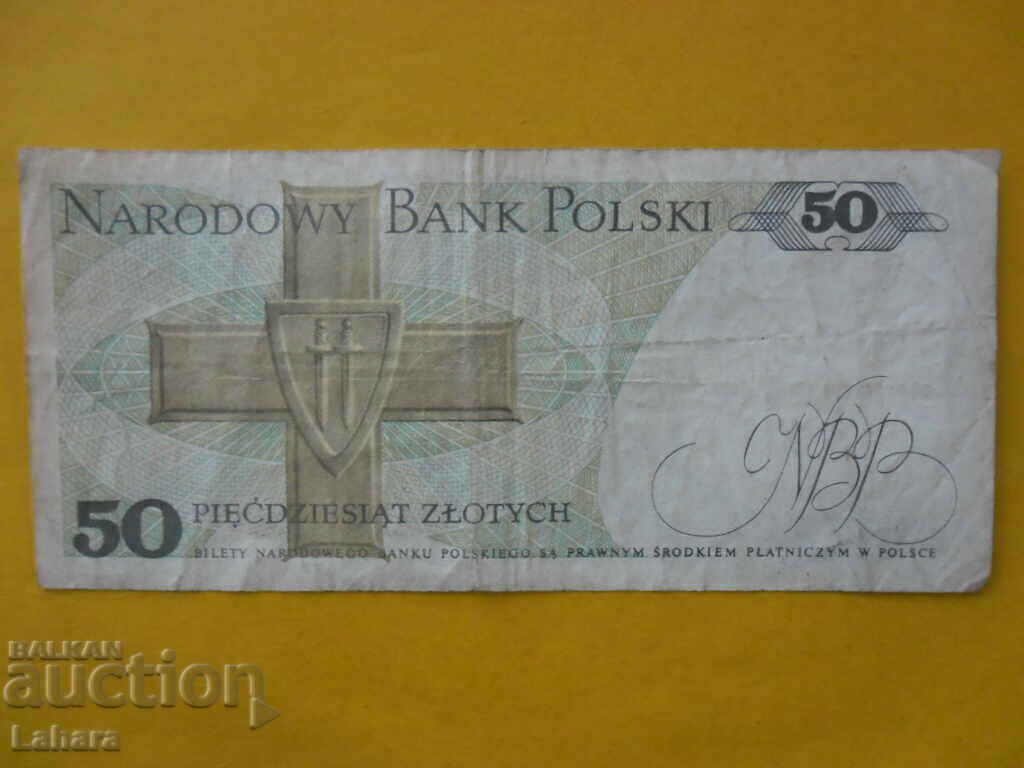 NARODOWY BANK POLSKI 50
NBP
50 PIĘĆDZIESIĄT ZŁOTYCH
BILETY NARODOWEGO BANKU POLSKIEGO SĄ PRAWNYM ŚRODKIEM PŁATNICZYM W POLSCE
BALKAN
auction
Lahara